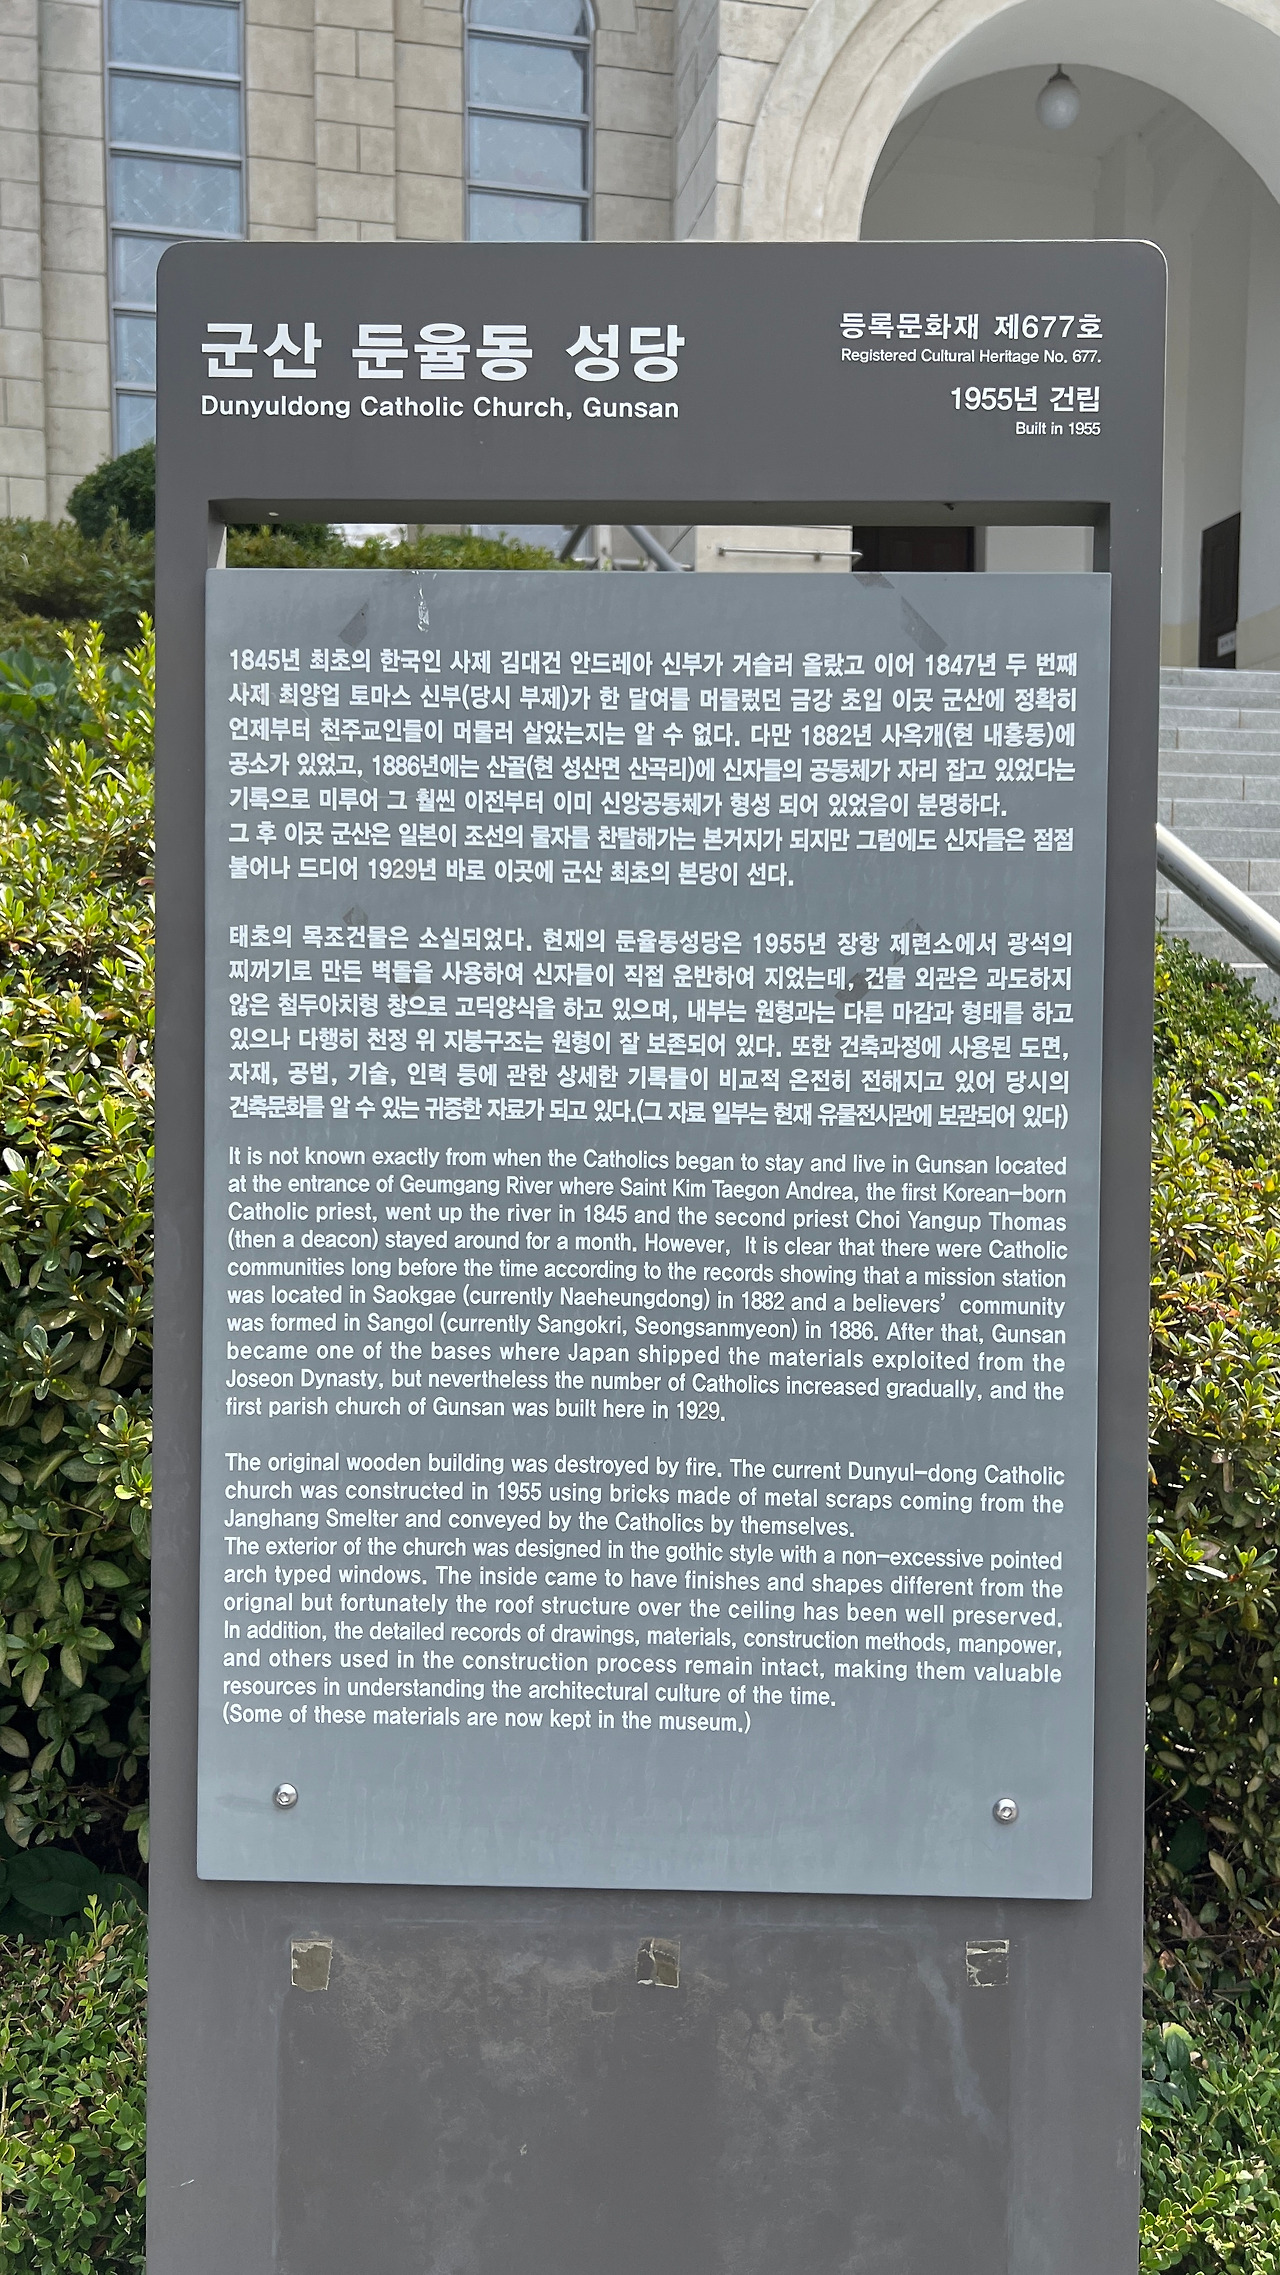 군산 둔율동 성당
Dunyuldong Catholic Church, Gunsan
등록문화재 제677호
Registered Cultural Heritage No. 677.
1955년 건립
Built in 1955
1845년 최초의 한국인 사제 김대건 안드레아 신부가 거슬러 올랐고 이어 1847년 두 번째
사제 최양업 토마스 신부(당시 부제)가 한 달여를 머물렀던 금강 초입 이곳 군산에 정확히
언제부터 천주교인들이 머물러 살았는지는 알 수 없다. 다만 1882년 사옥개(현 내흥동)에
공소가 있었고, 1886년에는 산골(현 성산면 산곡리)에 신자들의 공동체가 자리 잡고 있었다는
기록으로 미루어 그 훨씬 이전부터 이미 신앙공동체가 형성 되어 있었음이 분명하다.
그 후 이곳 군산은 일본이 조선의 물자를 찬탈해가는 본거지가 되지만 그럼에도 신자들은 점점
불어나 드디어 1929년 바로 이곳에 군산 최초의 본당이 선다.
태초의 목조건물은 소실되었다. 현재의 둔율동성당은 1955년 장항 제련소에서 광석의
찌꺼기로 만든 벽돌을 사용하여 신자들이 직접 운반하여 지었는데, 건물 외관은 과도하지
않은 첨두아치형 창으로 고딕양식을 하고 있으며, 내부는 원형과는 다른 마감과 형태를 하고
있으나 다행히 천정 위 지붕구조는 원형이 잘 보존되어 있다. 또한 건축과정에 사용된 도면,
자재, 공법, 기술, 인력 등에 관한 상세한 기록들이 비교적 온전히 전해지고 있어 당시의
건축문화를 알 수 있는 귀중한 자료가 되고 있다.(그 자료 일부는 현재 유물전시관에 보관되어 있다)
It is not known exactly from when the Catholics began to stay and live in Gunsan located
at the entrance of Geumgang River where Saint Kim Taegon Andrea, the first Korean-born
Catholic priest, went up the river in 1845 and the second priest Choi Yangup Thomas
(then a deacon) stayed around for a month. However, It is clear that there were Catholic
communities long before the time according to the records showing that a mission station
was located in Saokgae (currently Naeheungdong) in 1882 and a believers' community
was formed in Sangol (currently Sangokri, Seongsanmyeon) in 1886. After that, Gunsan
became one of the bases where Japan shipped the materials exploited from the
Joseon Dynasty, but nevertheless the number of Catholics increased gradually, and the
first parish church of Gunsan was built here in 1929.
The original wooden building was destroyed by fire. The current Dunyul-dong Catholic
church was constructed in 1955 using bricks made of metal scraps coming from the
Janghang Smelter and conveyed by the Catholics by themselves.
The exterior of the church was designed in the gothic style with a non-excessive pointed
arch typed windows. The inside came to have finishes and shapes different from the
orignal but fortunately the roof structure over the ceiling has been well preserved.
In addition, the detailed records of drawings, materials, construction methods, manpower,
and others used in the construction process remain intact, making them valuable
resources in understanding the architectural culture of the time.
(Some of these materials are now kept in the museum.)